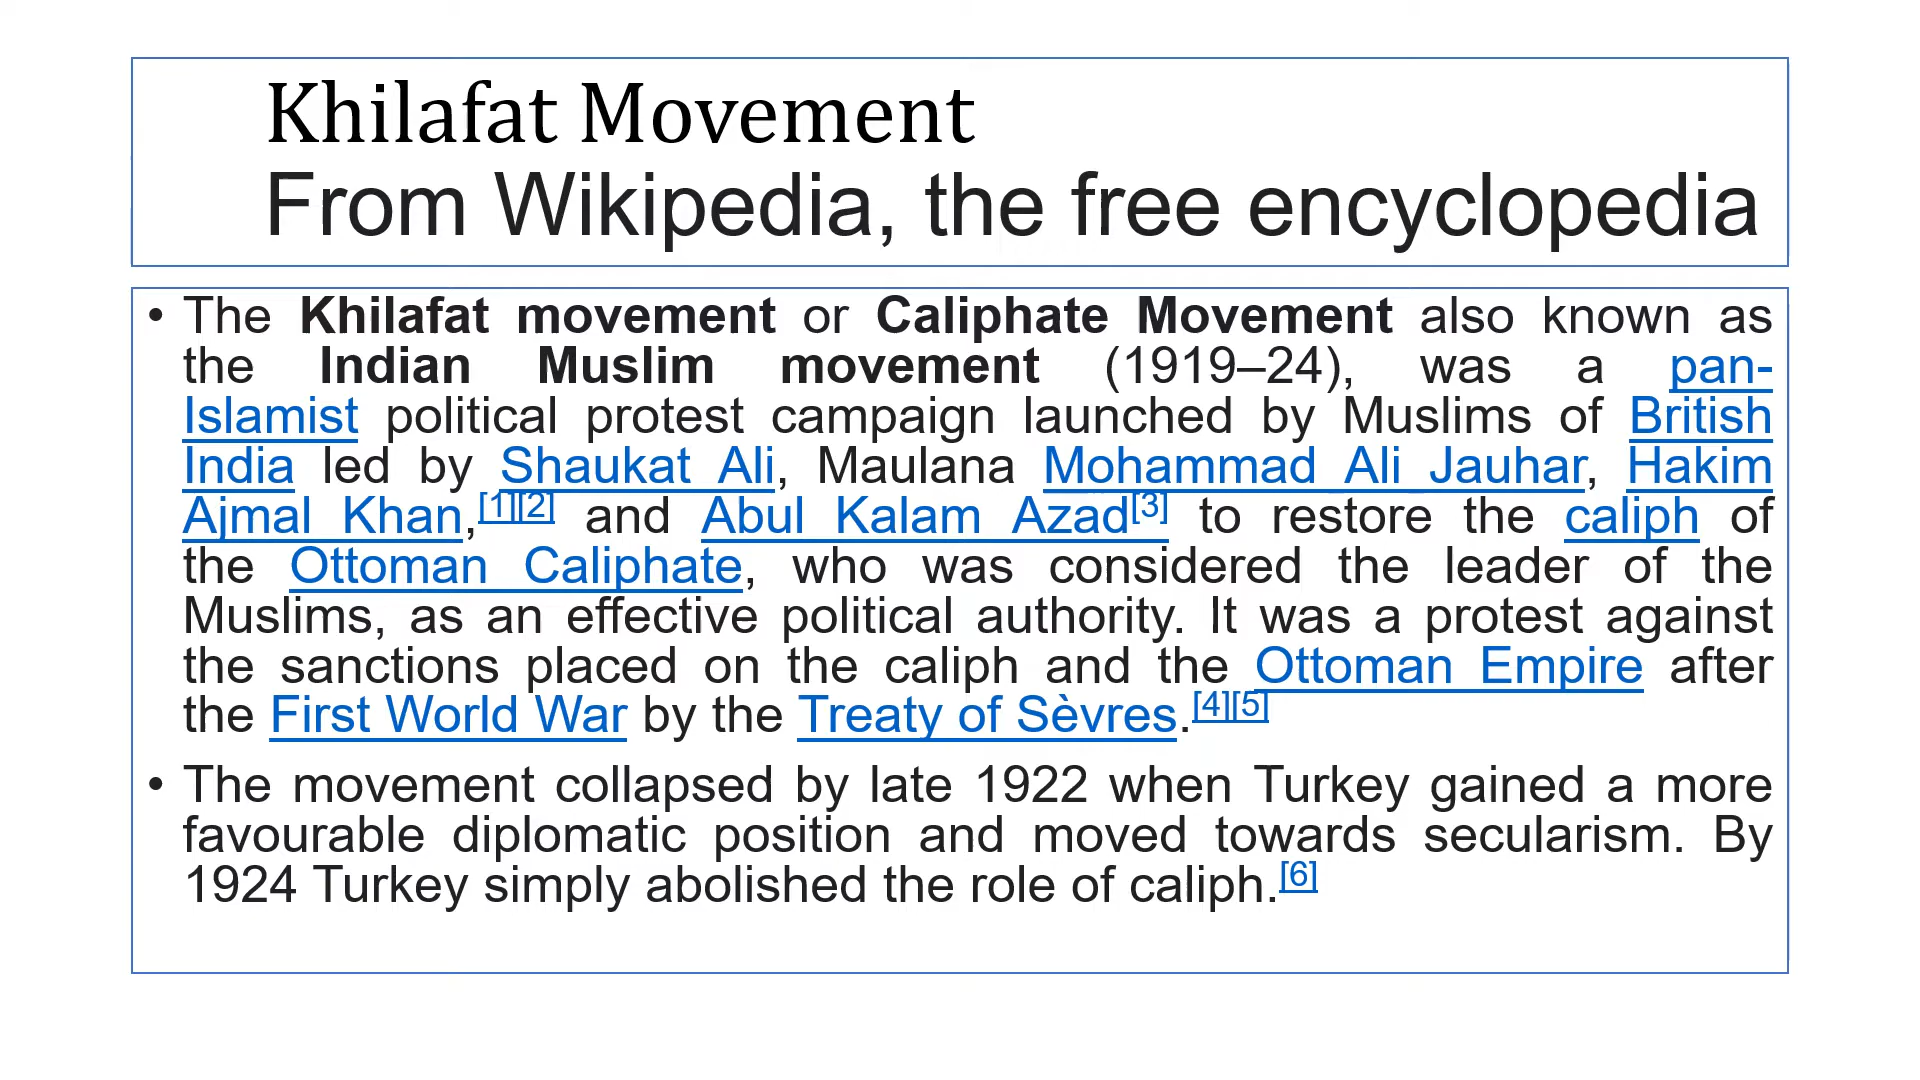 Khilafat Movement
From Wikipedia, the free encyclopedia
• The Khilafat movement or Caliphate Movement also known as
the Indian Muslim movement (1919–24), was a pan-
Islamist political protest campaign launched by Muslims of British
India led by Shaukat Ali, Maulana Mohammad Ali Jauhar, Hakim
Ajmal Khan,[1][2] and Abul Kalam Azad[3] to restore the caliph of
the Ottoman Caliphate, who was considered the leader of the
Muslims, as an effective political authority. It was a protest against
the sanctions placed on the caliph and the Ottoman Empire after
the First World War by the Treaty of Sèvres.[4][5]
• The movement collapsed by late 1922 when Turkey gained a more
favourable diplomatic position and moved towards secularism. By
1924 Turkey simply abolished the role of caliph.[6]